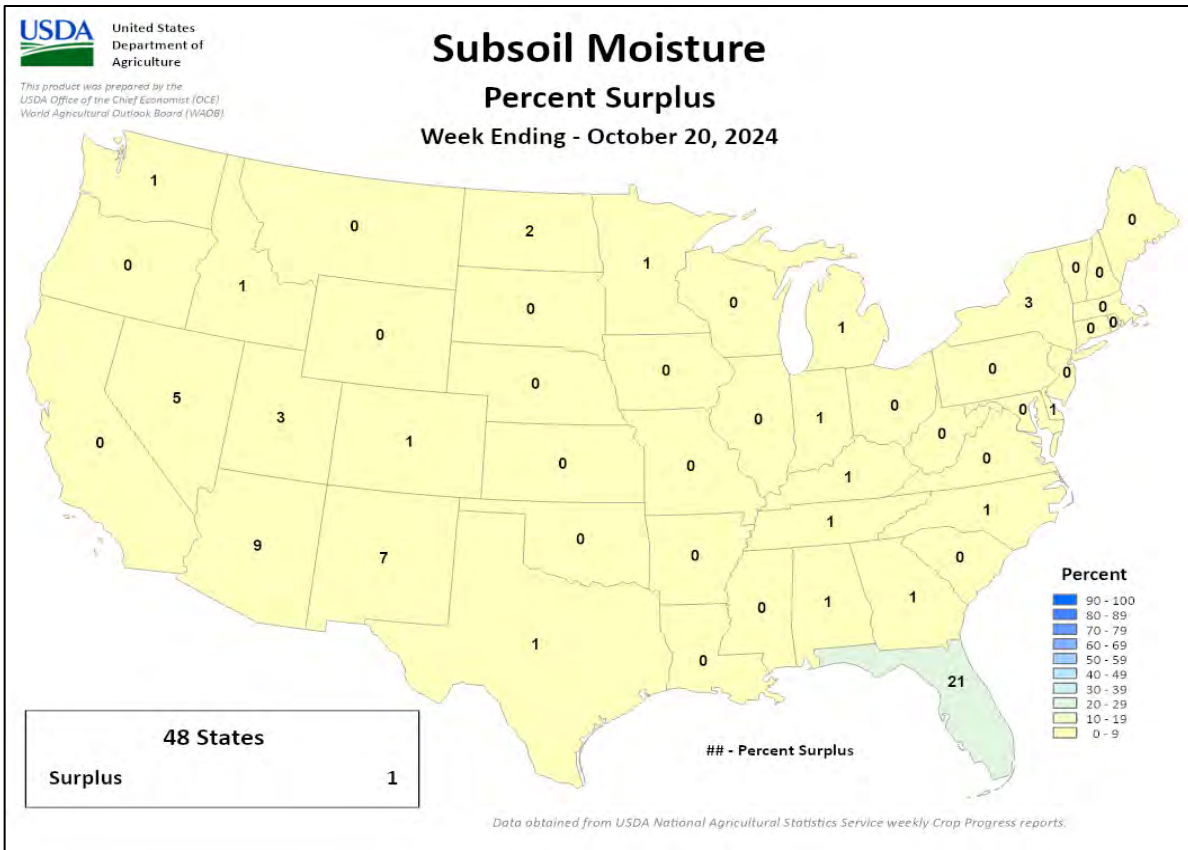 USDA
United States
Department of
Agriculture
This product was prepared by the
USDA Office of the Chief Economist (OCE)
World Agricultural Outlook Board (WAOB)
Subsoil Moisture
Percent Surplus
Week Ending - October 20, 2024
1
0
2
1
0
0
1
0
0
0
1
3
0
0
0
0
0
0
5
3
0
1
0
0
0
0
0
1
0
0
0
0
0
1
0
1
0
1
1
9
7
0
0
0
1
0
1
1
21
0
## - Percent Surplus
Percent
90 - 100
80 - 89
70 - 79
60 - 69
50 - 59
40 - 49
30 - 39
20 - 29
10 - 19
0 - 9
48 States
Surplus 1
Data obtained from USDA National Agricultural Statistics Service weekly Crop Progress reports.